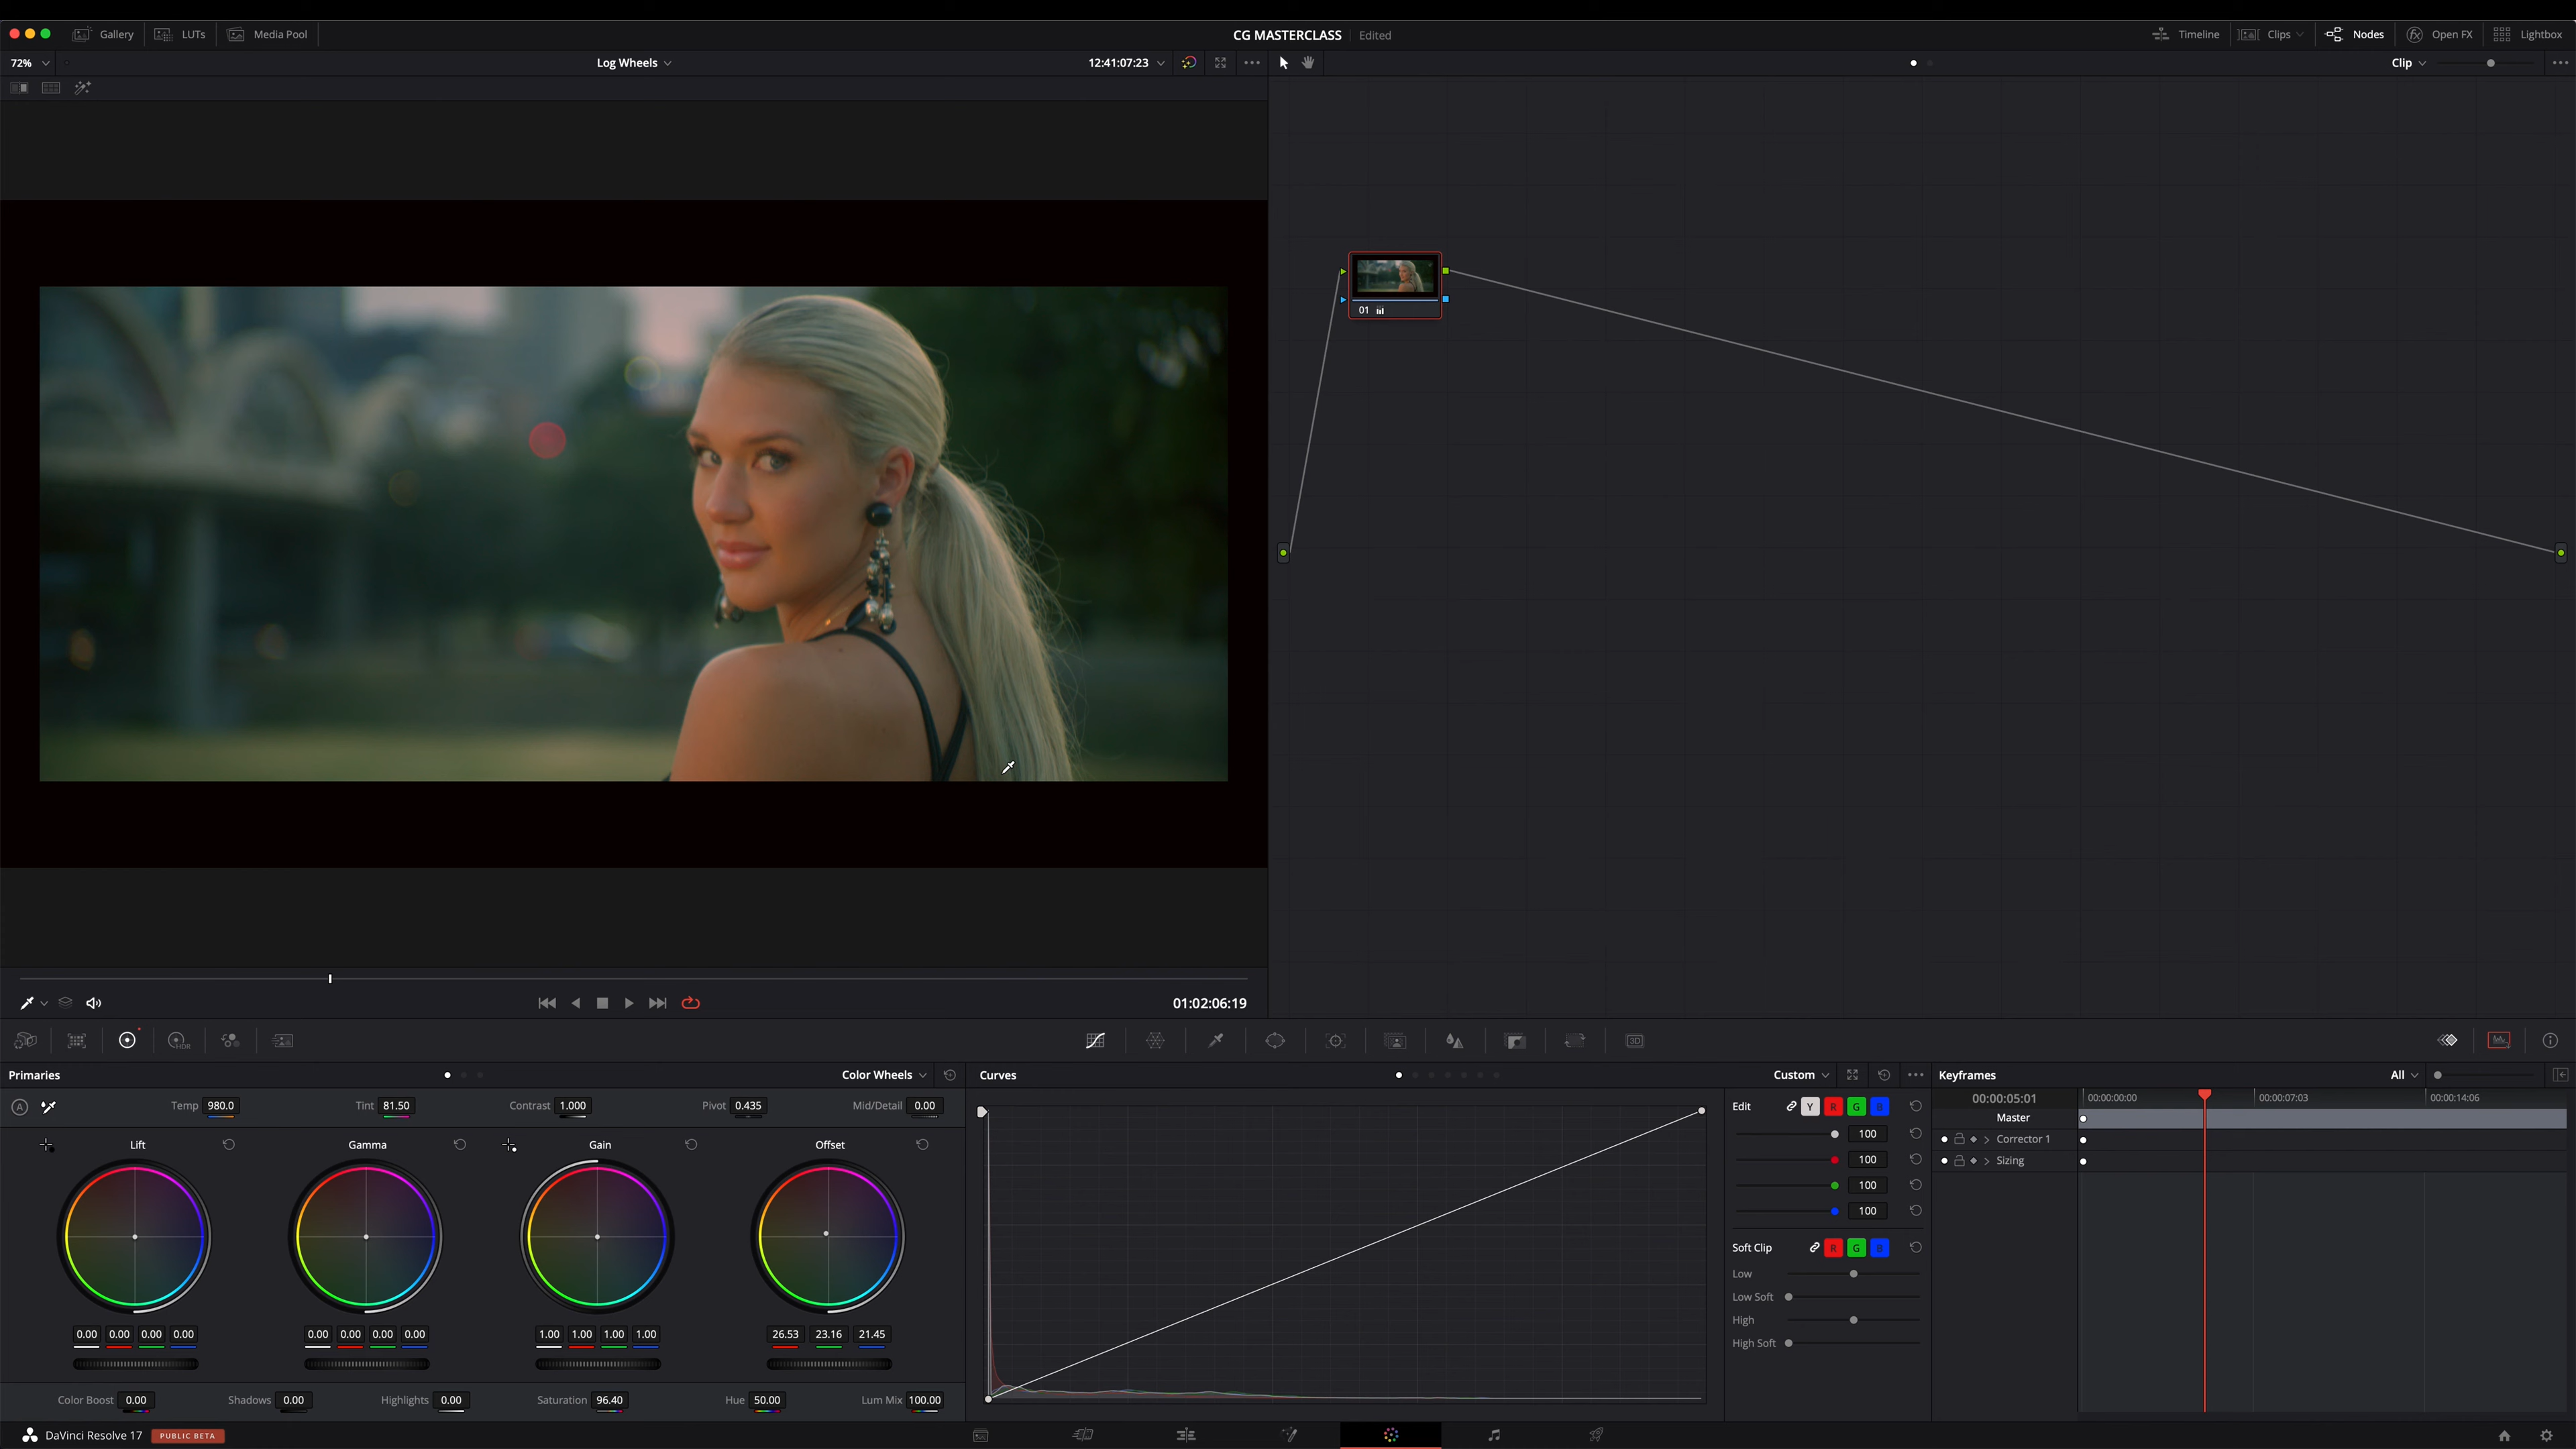 Gallery LUTs Media Pool CG MASTERCLASS Edited Timeline Clips Nodes Open FX Lightbox
72% Log Wheels 12:41:07:23 Clip
01
01:02:06:19
HDR 3D
Primaries Color Wheels Curves Custom Keyframes All
A Temp 980.0 Tint 81.50 Contrast 1.000 Pivot 0.435 Mid/Detail 0.00
Lift Gamma Gain Offset
0.00 0.00 0.00 0.00 0.00 0.00 0.00 0.00 1.00 1.00 1.00 1.00 26.53 23.16 21.45
Color Boost 0.00 Shadows 0.00 Highlights 0.00 Saturation 96.40 Hue 50.00 Lum Mix 100.00
Edit Y R G B
100
100
100
100
Soft Clip R G B
Low
Low Soft
High
High Soft
00:00:05:01 00:00:00:00 00:00:07:03 00:00:14:06
Master
Corrector 1
Sizing
DaVinci Resolve 17 PUBLIC BETA